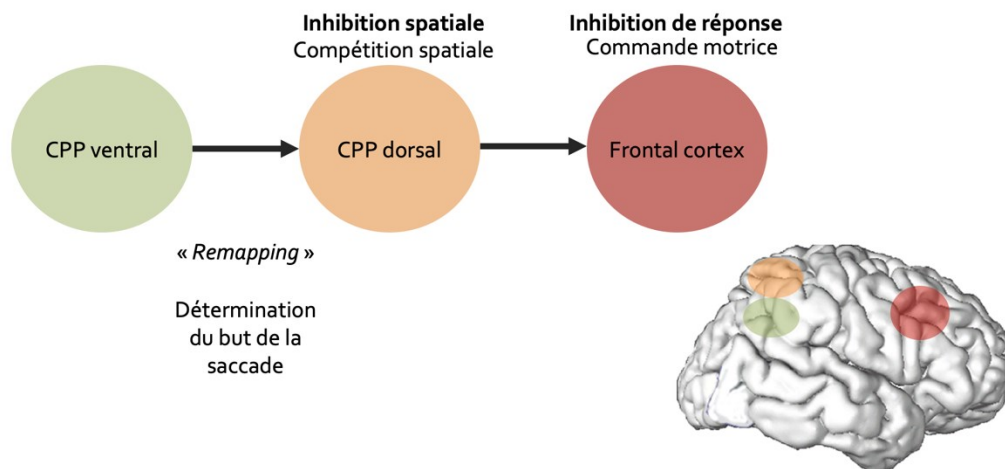 Inhibition spatiale
Compétition spatiale
Inhibition de réponse
Commande motrice
CPP ventral
CPP dorsal
Frontal cortex
« Remapping »
Détermination
du but de la
saccade